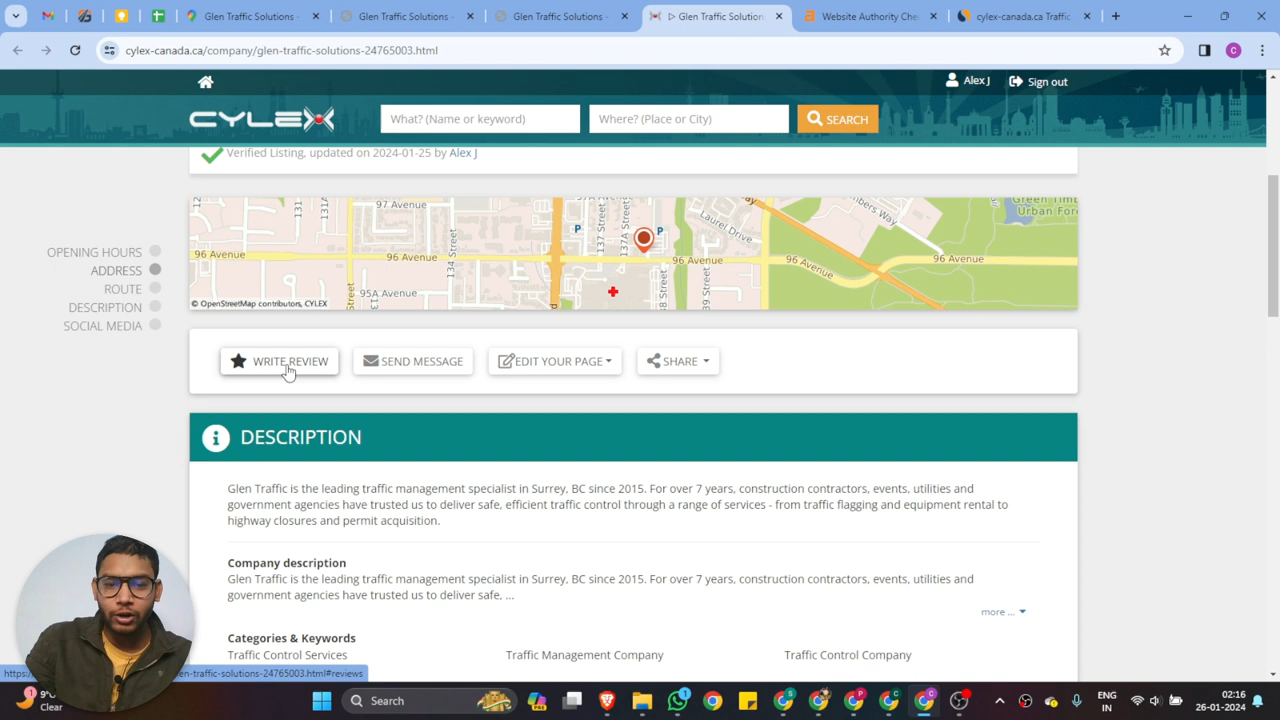 Glen Traffic Solutions -
Glen Traffic Solutions -
Glen Traffic Solutions -
▷ Glen Traffic Solution
Website Authority Che
cylex-canada.ca Traffic
cylex-canada.ca/company/glen-traffic-solutions-24765003.html
Alex J
Sign out
CYLEX
What? (Name or keyword)
Where? (Place or City)
SEARCH
Verified Listing, updated on 2024-01-25 by Alex J
97 Avenue
134 Street
137 Street
137A Street
P
P
Laurel Drive
Urban
96 Avenue
96 Avenue
96 Avenue
96 Avenue
96 Avenue
95A Avenue
© OpenStreetMap contributors, CYLEX
OPENING HOURS
ADDRESS
ROUTE
DESCRIPTION
SOCIAL MEDIA
WRITE REVIEW
SEND MESSAGE
EDIT YOUR PAGE
SHARE
DESCRIPTION
Glen Traffic is the leading traffic management specialist in Surrey, BC since 2015. For over 7 years, construction contractors, events, utilities and
government agencies have trusted us to deliver safe, efficient traffic control through a range of services - from traffic flagging and equipment rental to
highway closures and permit acquisition.
Company description
Glen Traffic is the leading traffic management specialist in Surrey, BC since 2015. For over 7 years, construction contractors, events, utilities and
government agencies have trusted us to deliver safe, ...
more ...
Categories & Keywords
Traffic Control Services
Traffic Management Company
Traffic Control Company
en-traffic-solutions-24765003.html#reviews
9°
Clear
Search
ENG
IN
02:16
26-01-2024